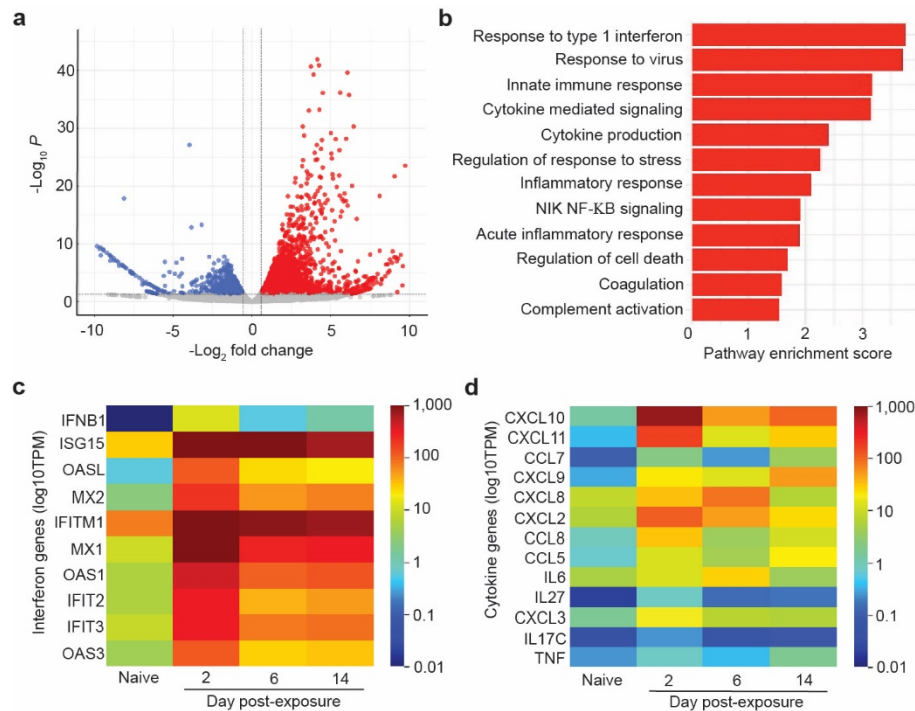 a
40
30
20
10
0
-Log10 P
-10
-5
0
5
10
-Log2 fold change
b
Response to type 1 interferon
Response to virus
Innate immune response
Cytokine mediated signaling
Cytokine production
Regulation of response to stress
Inflammatory response
NIK NF-KB signaling
Acute inflammatory response
Regulation of cell death
Coagulation
Complement activation
0
1
2
3
Pathway enrichment score
c
Interferon genes (log10TPM)
IFNB1
ISG15
OASL
MX2
IFITM1
MX1
OAS1
IFIT2
IFIT3
OAS3
Naive
2
6
14
Day post-exposure
1,000
100
10
1
0.1
0.01
d
Cytokine genes (log10TPM)
CXCL10
CXCL11
CCL7
CXCL9
CXCL8
CXCL2
CCL8
CCL5
IL6
IL27
CXCL3
IL17C
TNF
Naive
2
6
14
Day post-exposure
1,000
100
10
1
0.1
0.01